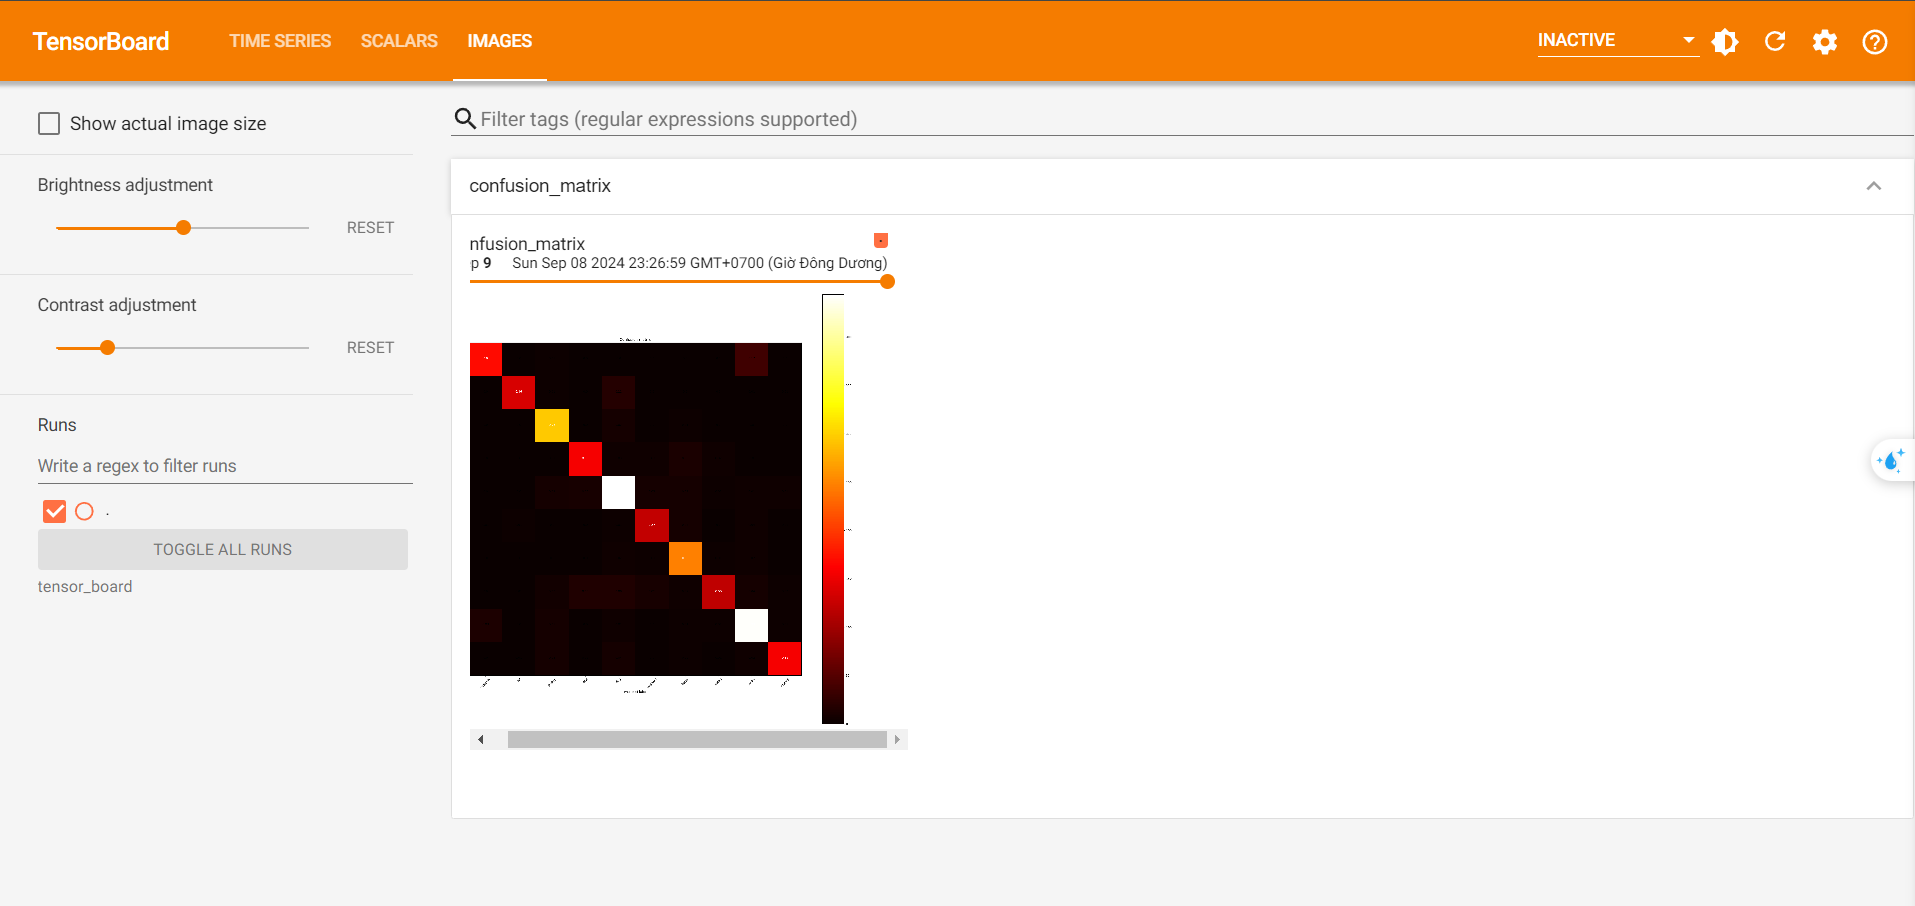 TensorBoard
TIME SERIES
SCALARS
IMAGES
INACTIVE
Show actual image size
Filter tags (regular expressions supported)
Brightness adjustment
RESET
Contrast adjustment
RESET
Runs
Write a regex to filter runs
.
TOGGLE ALL RUNS
tensor_board
confusion_matrix
nfusion_matrix
p 9 Sun Sep 08 2024 23:26:59 GMT+0700 (Giờ Đông Dương)